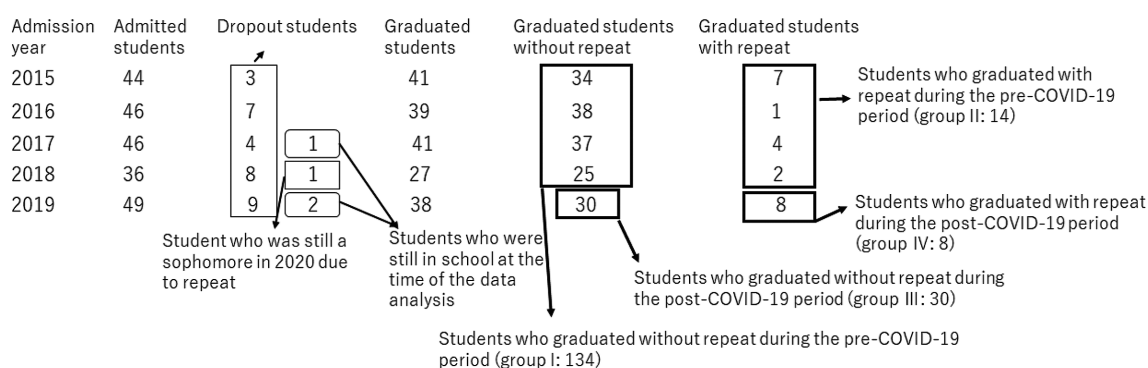 Admission year
Admitted students
Dropout students
Graduated students
Graduated students without repeat
Graduated students with repeat
2015 44 3 41 34 7
2016 46 7 39 38 1
2017 46 4 1 41 37 4
2018 36 8 1 27 25 2
2019 49 9 2 38 30 8
Students who graduated with
repeat during the pre-COVID-19
period (group II: 14)
Students who graduated with repeat
during the post-COVID-19 period
(group IV: 8)
Student who was still a
sophomore in 2020 due
to repeat
Students who were
still in school at the
time of the data
analysis
Students who graduated without repeat during
the post-COVID-19 period (group III: 30)
Students who graduated without repeat during the pre-COVID-19
period (group I: 134)